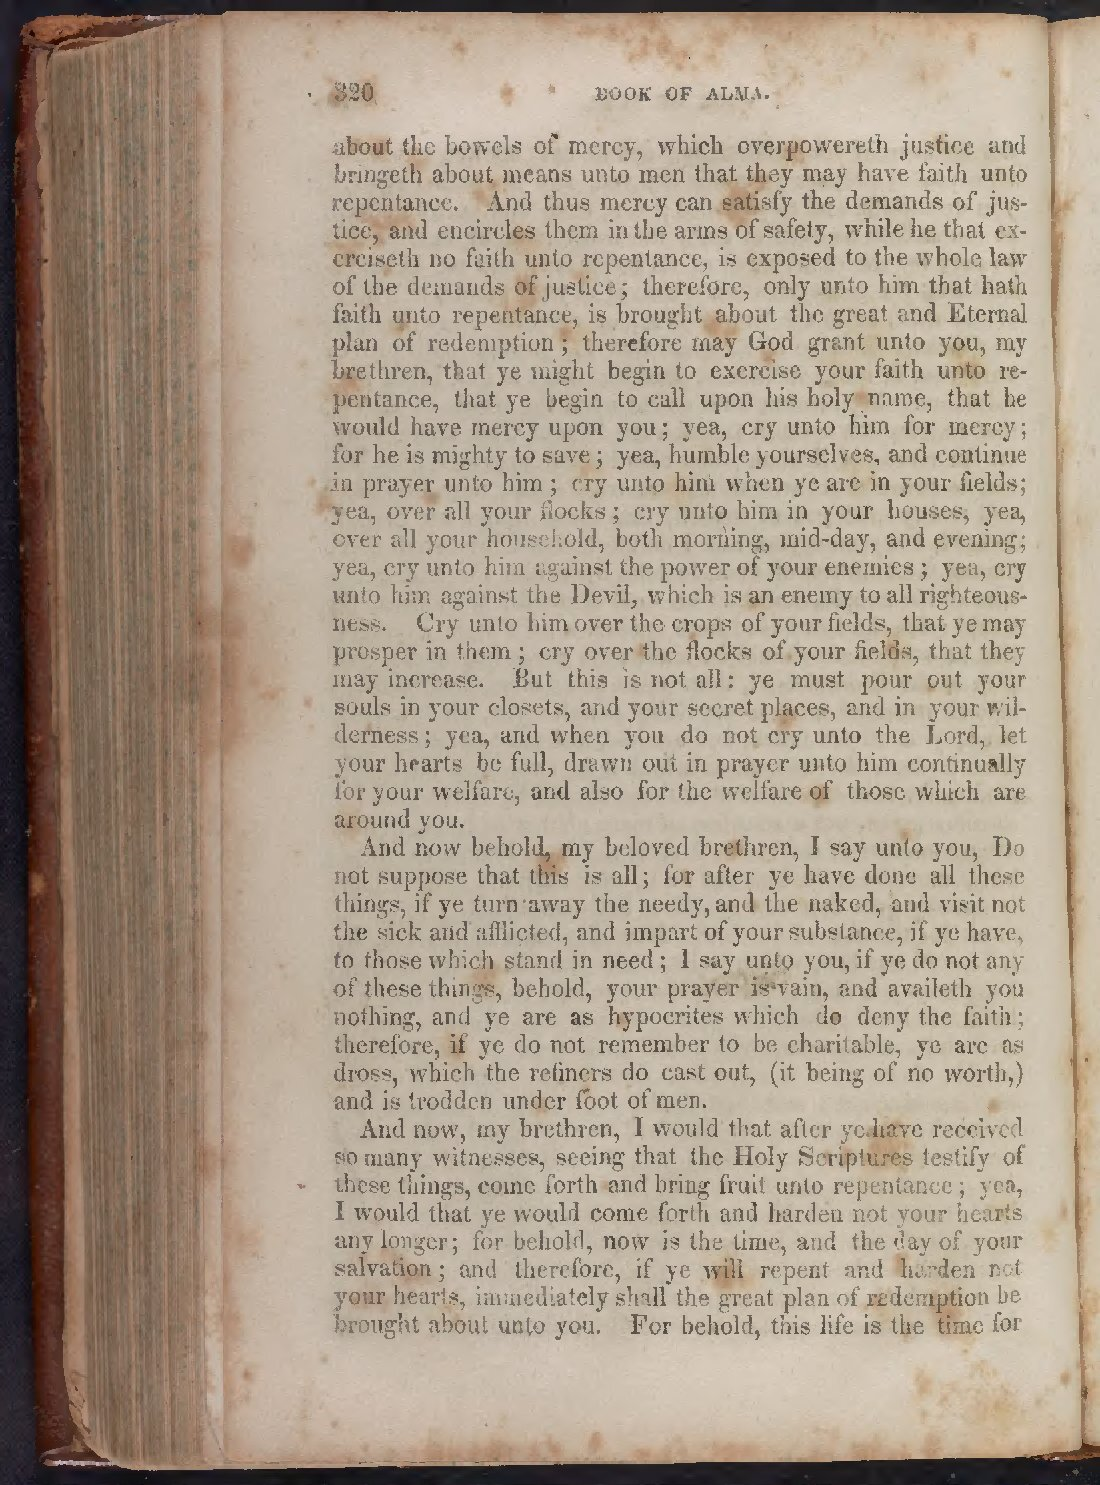 320 BOOK OF ALMA.
about the bowels of mercy, which overpowereth justice and
bringeth about means unto men that they may have faith unto
repentance. And thus mercy can satisfy the demands of jus-
tice, and encircles them in the arms of safety, while he that ex-
erciseth no faith unto repentance, is exposed to the whole law
of the demands of justice; therefore, only unto him that hath
faith unto repentance, is brought about the great and Eternal
plan of redemption; therefore may God grant unto you, my
brethren, that ye might begin to exercise your faith unto re-
pentance, that ye begin to call upon his holy name, that he
would have mercy upon you; yea, cry unto him for mercy;
for he is mighty to save; yea, humble yourselves, and continue
in prayer unto him; cry unto him when ye are in your fields;
yea, over all your flocks; cry unto him in your houses, yea,
over all your household, both morning, mid-day, and evening;
yea, cry unto him against the power of your enemies; yea, cry
unto him against the Devil, which is an enemy to all righteous-
ness. Cry unto him over the crops of your fields, that ye may
prosper in them; cry over the flocks of your fields, that they
may increase. But this is not all: ye must pour out your
souls in your closets, and your secret places, and in your wil-
derness; yea, and when you do not cry unto the Lord, let
your hearts be full, drawn out in prayer unto him continually
for your welfare, and also for the welfare of those which are
around you.
And now behold, my beloved brethren, I say unto you, Do
not suppose that this is all; for after ye have done all these
things, if ye turn away the needy, and the naked, and visit not
the sick and afflicted, and impart of your substance, if ye have,
to those which stand in need; I say unto you, if ye do not any
of these things, behold, your prayer is vain, and availeth you
nothing, and ye are as hypocrites which do deny the faith;
therefore, if ye do not remember to be charitable, ye are as
dross, which the refiners do cast out, (it being of no worth,)
and is trodden under foot of men.
And now, my brethren, I would that after ye have received
so many witnesses, seeing that the Holy Scriptures testify of
these things, come forth and bring fruit unto repentance; yea,
I would that ye would come forth and harden not your hearts
any longer; for behold, now is the time, and the day of your
salvation; and therefore, if ye will repent and harden not
your hearts, immediately shall the great plan of redemption be
brought about unto you. For behold, this life is the time for